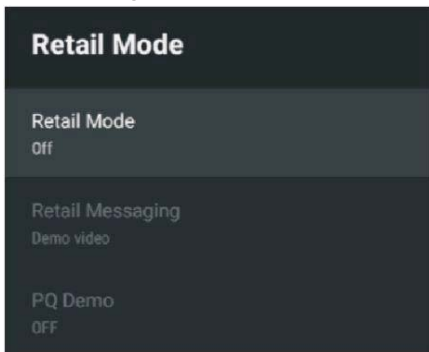 Retail Mode
Retail Mode
Off
Retail Messaging
Demo video
PQ Demo
OFF